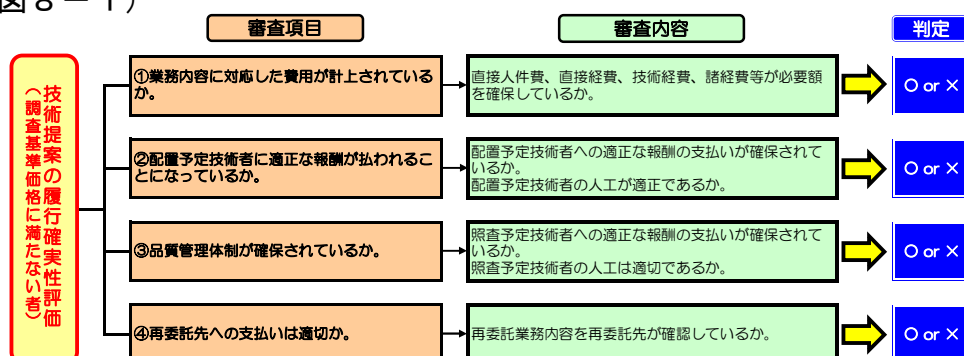 図８－１）
審査項目
審査内容
判定
技術提案の履行確実性評価
（調査基準価格に満たない者）
①業務内容に対応した費用が計上されている
か。
直接人件費、直接経費、技術経費、諸経費等が必要額
を確保しているか。
○ or ×
②配置予定技術者に適正な報酬が払われるこ
とになっているか。
配置予定技術者への適正な報酬の支払いが確保されて
いるか。
配置予定技術者の人工が適正であるか。
○ or ×
③品質管理体制が確保されているか。
照査予定技術者への適正な報酬の支払いが確保されて
いるか。
照査予定技術者の人工は適切であるか。
○ or ×
④再委託先への支払いは適切か。
再委託業務内容を再委託先が確認しているか。
○ or ×